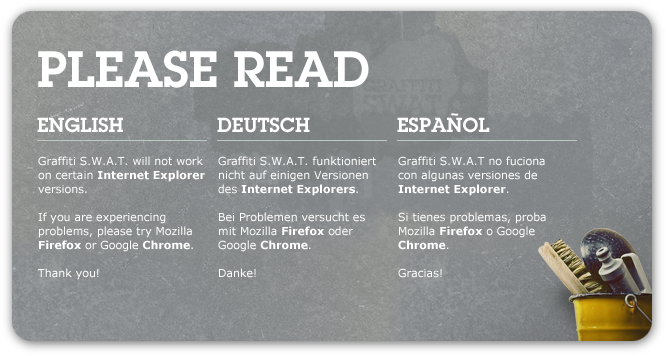 PLEASE READ
ENGLISH
Graffiti S.W.A.T. will not work
on certain Internet Explorer
versions.
If you are experiencing
problems, please try Mozilla
Firefox or Google Chrome.
Thank you!
DEUTSCH
Graffiti S.W.A.T. funktioniert
nicht auf einigen Versionen
des Internet Explorers.
Bei Problemen versucht es
mit Mozilla Firefox oder
Google Chrome.
Danke!
ESPAÑOL
Graffiti S.W.A.T no fuciona
con algunas versiones de
Internet Explorer.
Si tienes problemas, proba
Mozilla Firefox o Google
Chrome.
Gracias!